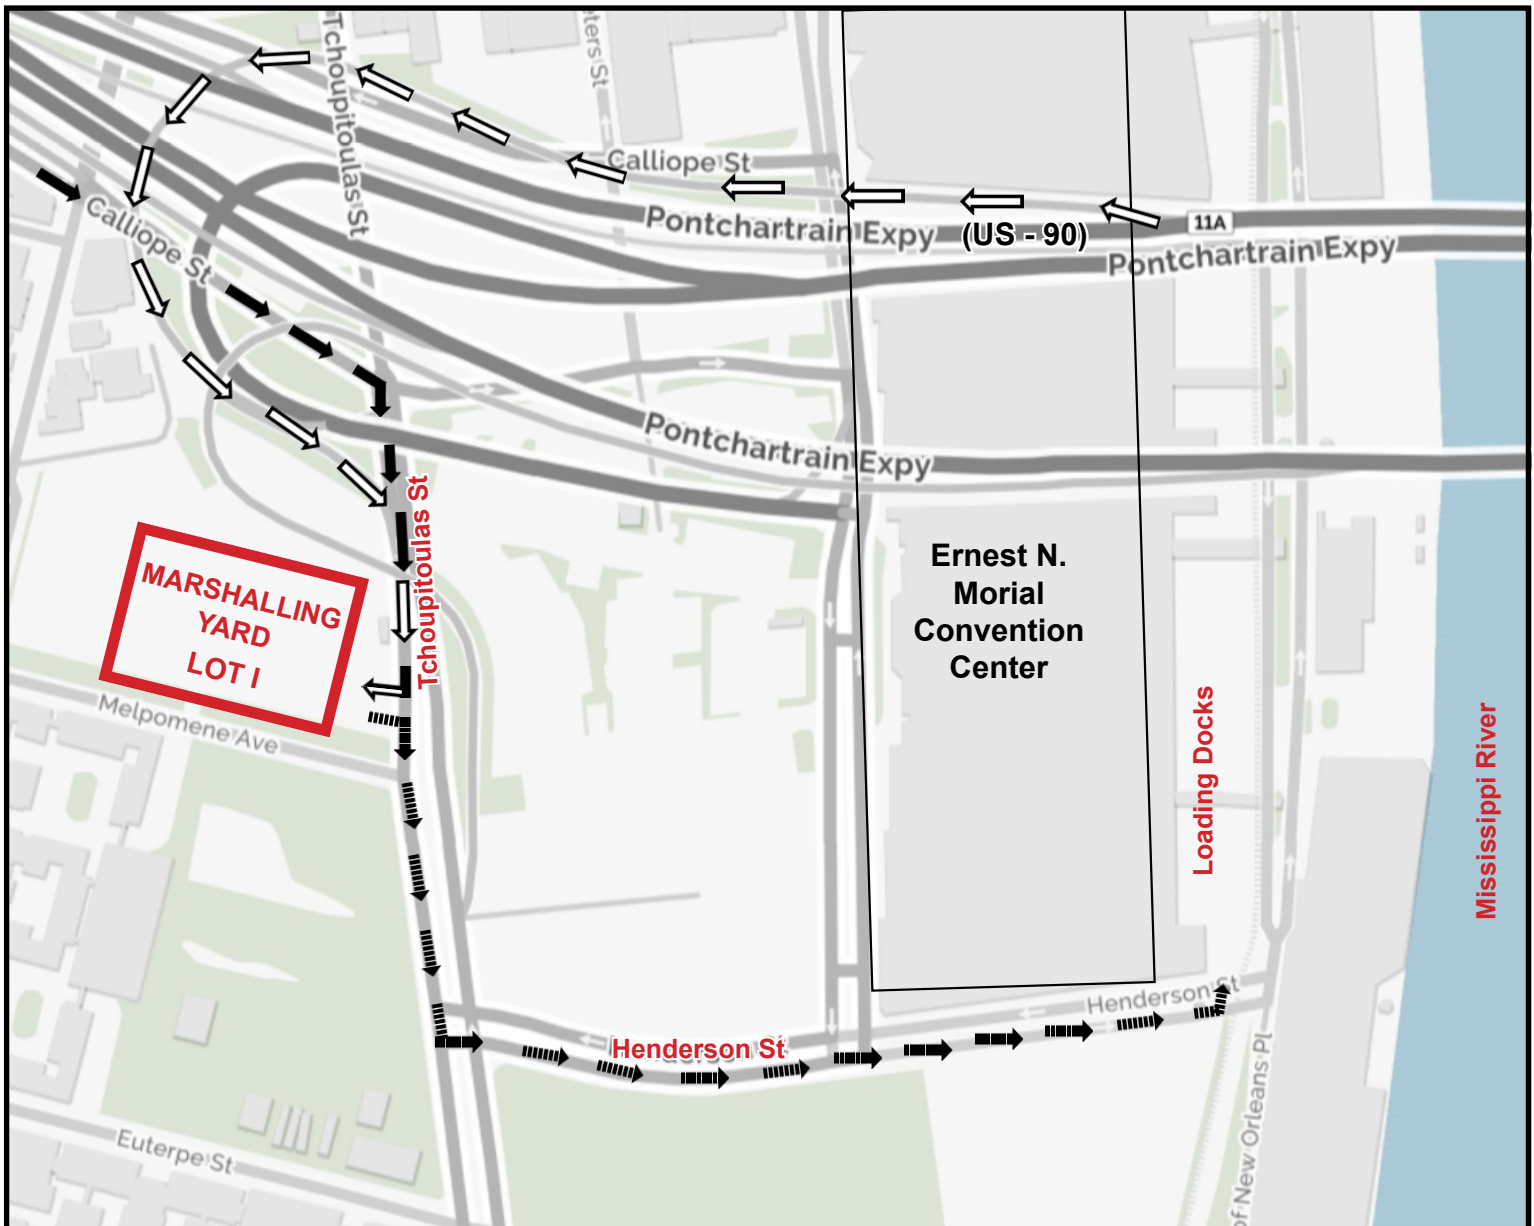 Tchoupitoulas St
eters St
Calliope St
Pontchartrain Expy
(US - 90)
11A
Pontchartrain Expy
Calliope St
Pontchartrain Expy
Tchoupitoulas St
MARSHALLING
YARD
LOT I
Melpomene Ave
Ernest N.
Morial
Convention
Center
Loading Docks
Mississippi River
Henderson St
Henderson St
Euterpe St
of New Orleans Pl